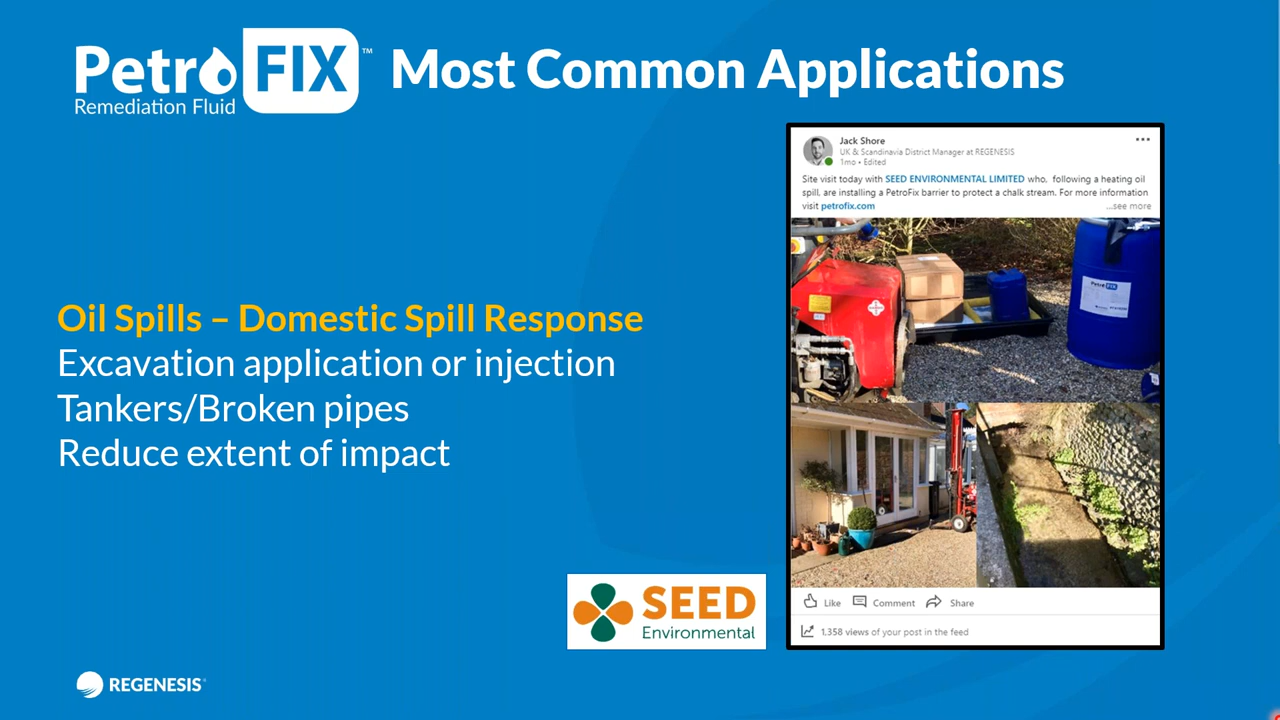 PetroFIX™
Remediation Fluid
Most Common Applications
Oil Spills – Domestic Spill Response
Excavation application or injection
Tankers/Broken pipes
Reduce extent of impact
SEED
Environmental
REGENESIS
Jack Shore
UK & Scandinavia District Manager at REGENESIS
1mo • Edited
Site visit today with SEED ENVIRONMENTAL LIMITED who, following a heating oil
spill, are installing a PetroFix barrier to protect a chalk stream. For more information
visit petrofix.com
...see more
PetroFIX
Like Comment Share
1,358 views of your post in the feed